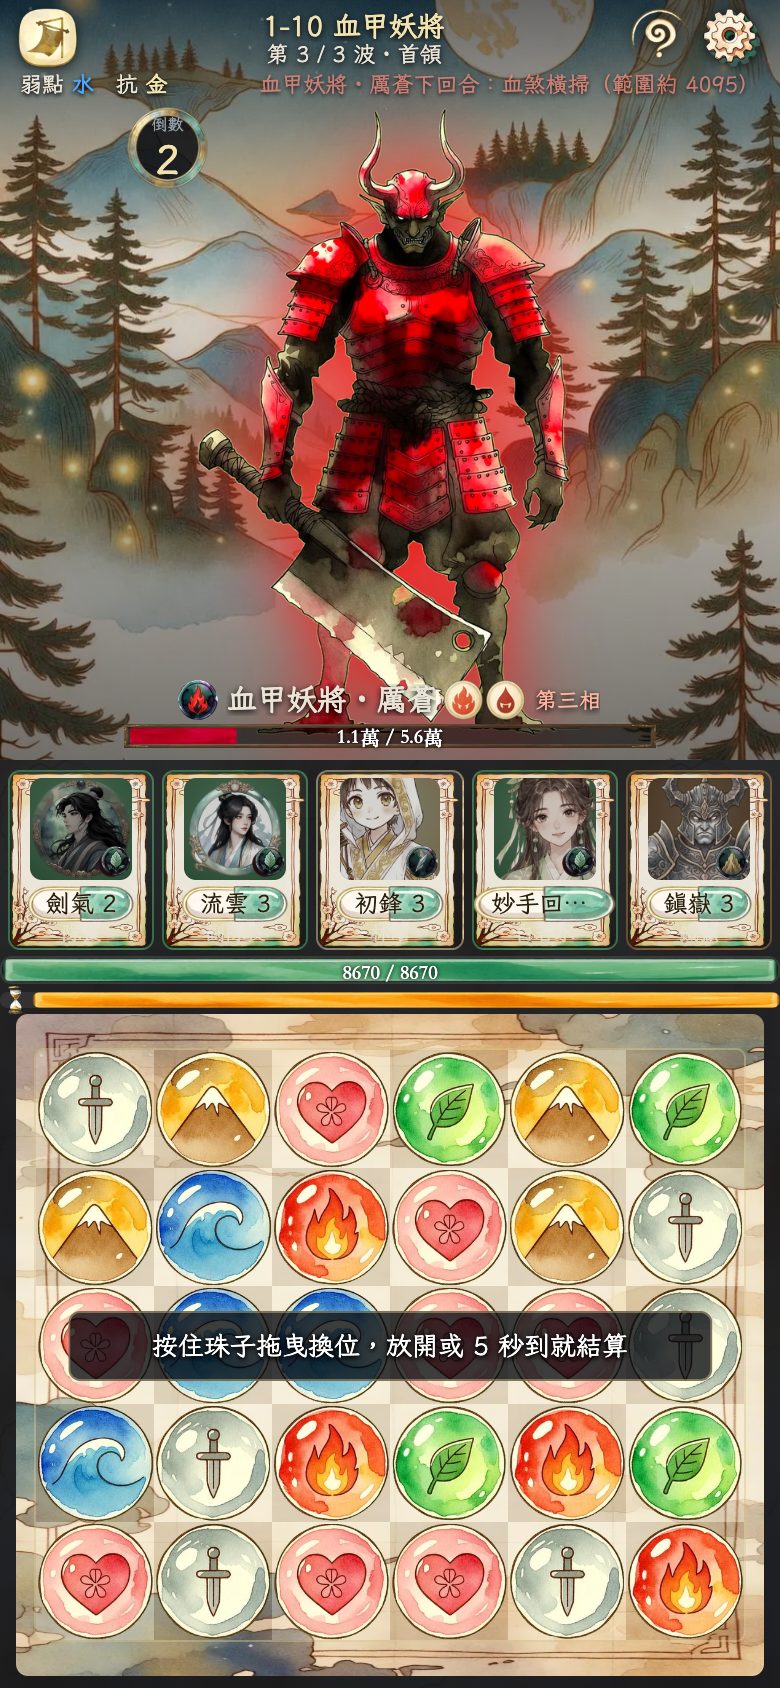 1-10 血甲妖將
第 3 / 3 波・首領
弱點 水 抗 金
血甲妖將・厲蒼下回合：血煞橫掃（範圍約 4095）
倒數
2
血甲妖將・厲蒼
第三相
1.1萬 / 5.6萬
劍氣 2
流雲 3
初鋒 3
妙手回…
鎮嶽 3
8670 / 8670
按住珠子拖曳換位，放開或 5 秒到就結算